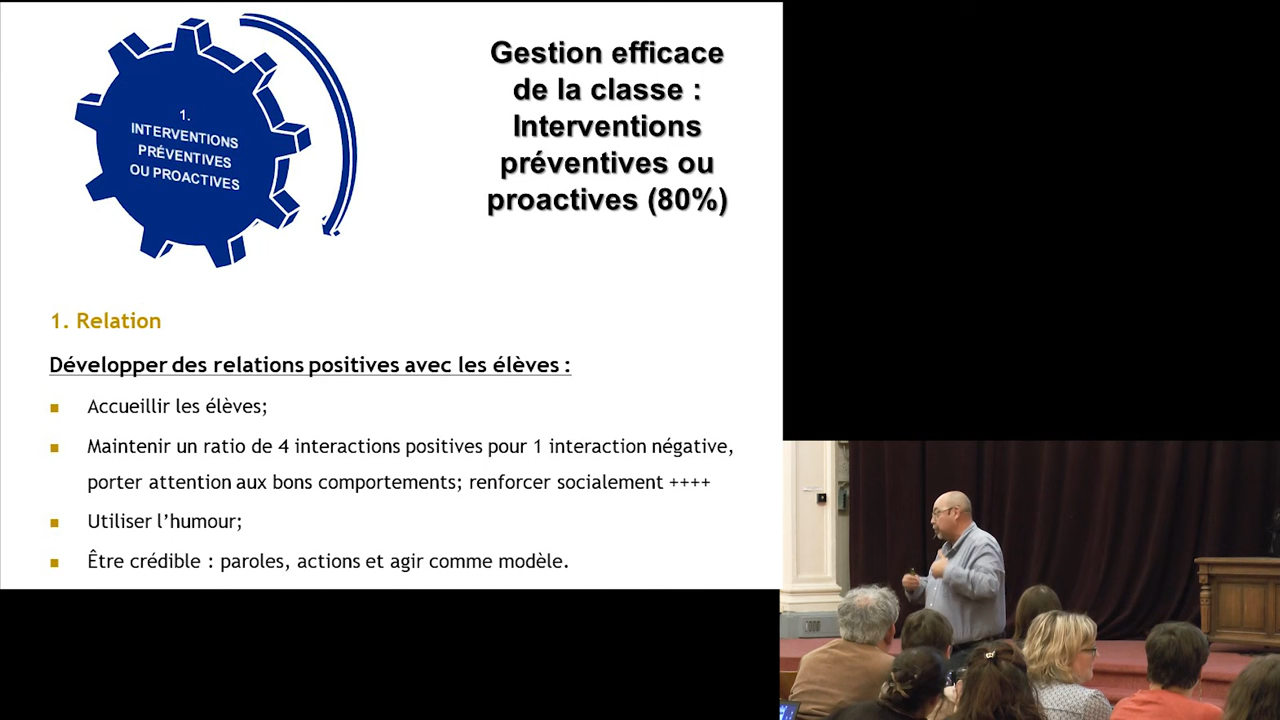 1.
INTERVENTIONS
PRÉVENTIVES
OU PROACTIVES
Gestion efficace
de la classe :
Interventions
préventives ou
proactives (80%)
1. Relation
Développer des relations positives avec les élèves :
▪ Accueillir les élèves;
▪ Maintenir un ratio de 4 interactions positives pour 1 interaction négative,
porter attention aux bons comportements; renforcer socialement ++++
▪ Utiliser l’humour;
▪ Être crédible : paroles, actions et agir comme modèle.